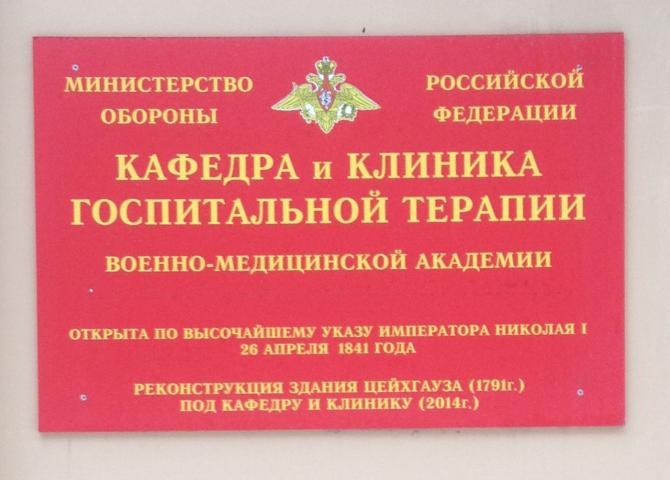 МИНИСТЕРСТВО РОССИЙСКОЙ
ОБОРОНЫ ФЕДЕРАЦИИ
КАФЕДРА и КЛИНИКА
ГОСПИТАЛЬНОЙ ТЕРАПИИ
ВОЕННО-МЕДИЦИНСКОЙ АКАДЕМИИ
ОТКРЫТА ПО ВЫСОЧАЙШЕМУ УКАЗУ ИМПЕРАТОРА НИКОЛАЯ I
26 АПРЕЛЯ 1841 ГОДА
РЕКОНСТРУКЦИЯ ЗДАНИЯ ЦЕЙХГАУЗА (1791г.)
ПОД КАФЕДРУ И КЛИНИКУ (2014г.)